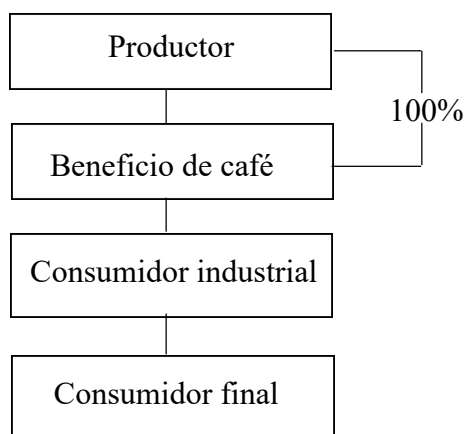 Productor
100%
Beneficio de café
Consumidor industrial
Consumidor final